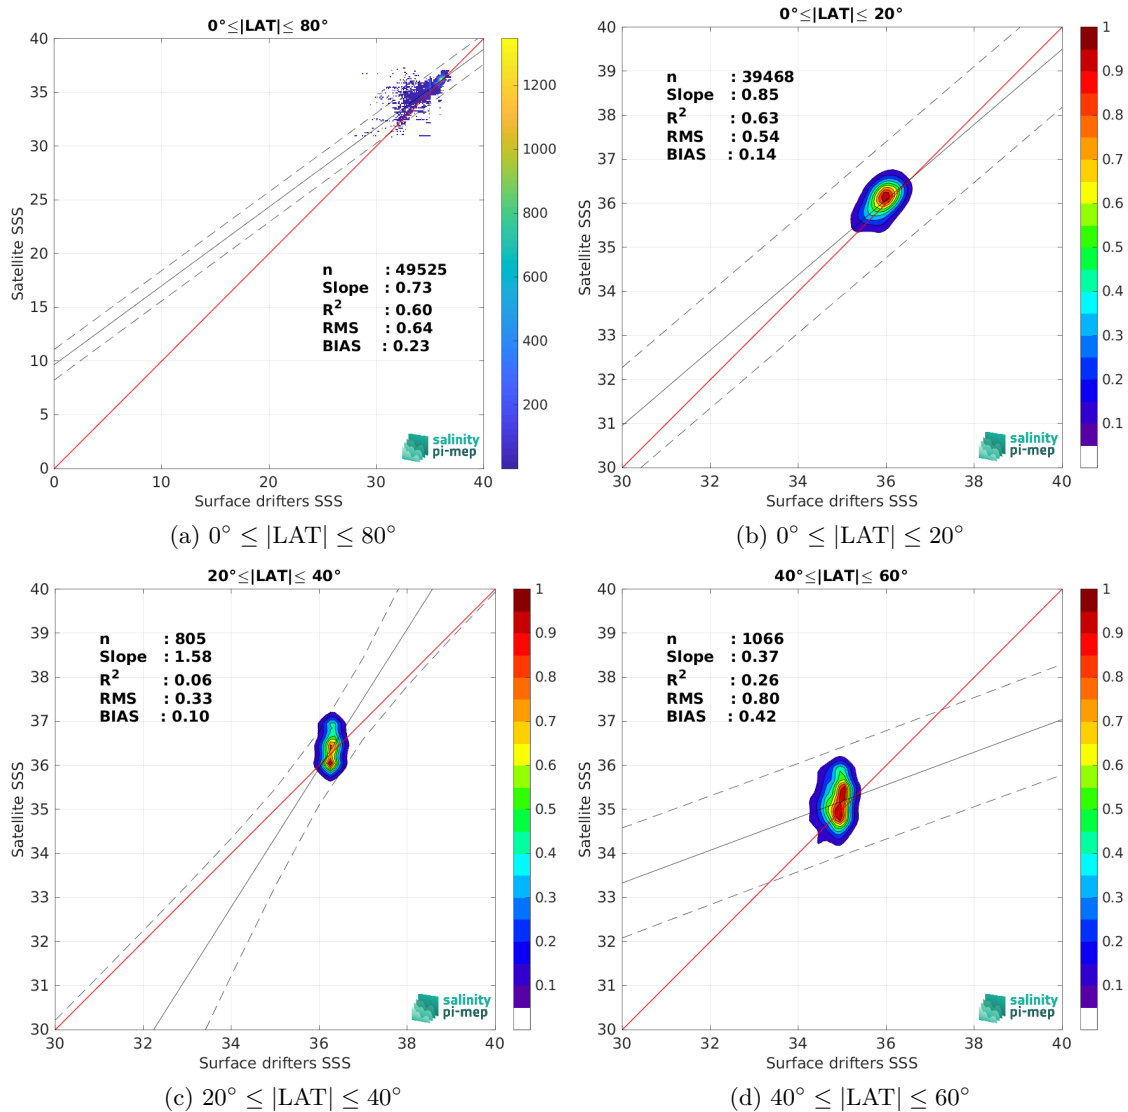 0°≤|LAT|≤ 80°
Satellite SSS
40
35
30
25
20
15
10
5
0
n : 49525
Slope : 0.73
R² : 0.60
RMS : 0.64
BIAS : 0.23
salinity
pi-mep
0 10 20 30 40
Surface drifters SSS
1200
1000
800
600
400
200
(a) 0° ≤ |LAT| ≤ 80°
0°≤|LAT|≤ 20°
Satellite SSS
40
39
38
37
36
35
34
33
32
31
30
n : 39468
Slope : 0.85
R² : 0.63
RMS : 0.54
BIAS : 0.14
salinity
pi-mep
30 32 34 36 38 40
Surface drifters SSS
1
0.9
0.8
0.7
0.6
0.5
0.4
0.3
0.2
0.1
(b) 0° ≤ |LAT| ≤ 20°
20°≤|LAT|≤ 40°
Satellite SSS
40
39
38
37
36
35
34
33
32
31
30
n : 805
Slope : 1.58
R² : 0.06
RMS : 0.33
BIAS : 0.10
salinity
pi-mep
30 32 34 36 38 40
Surface drifters SSS
1
0.9
0.8
0.7
0.6
0.5
0.4
0.3
0.2
0.1
(c) 20° ≤ |LAT| ≤ 40°
40°≤|LAT|≤ 60°
Satellite SSS
40
39
38
37
36
35
34
33
32
31
30
n : 1066
Slope : 0.37
R² : 0.26
RMS : 0.80
BIAS : 0.42
salinity
pi-mep
30 32 34 36 38 40
Surface drifters SSS
1
0.9
0.8
0.7
0.6
0.5
0.4
0.3
0.2
0.1
(d) 40° ≤ |LAT| ≤ 60°